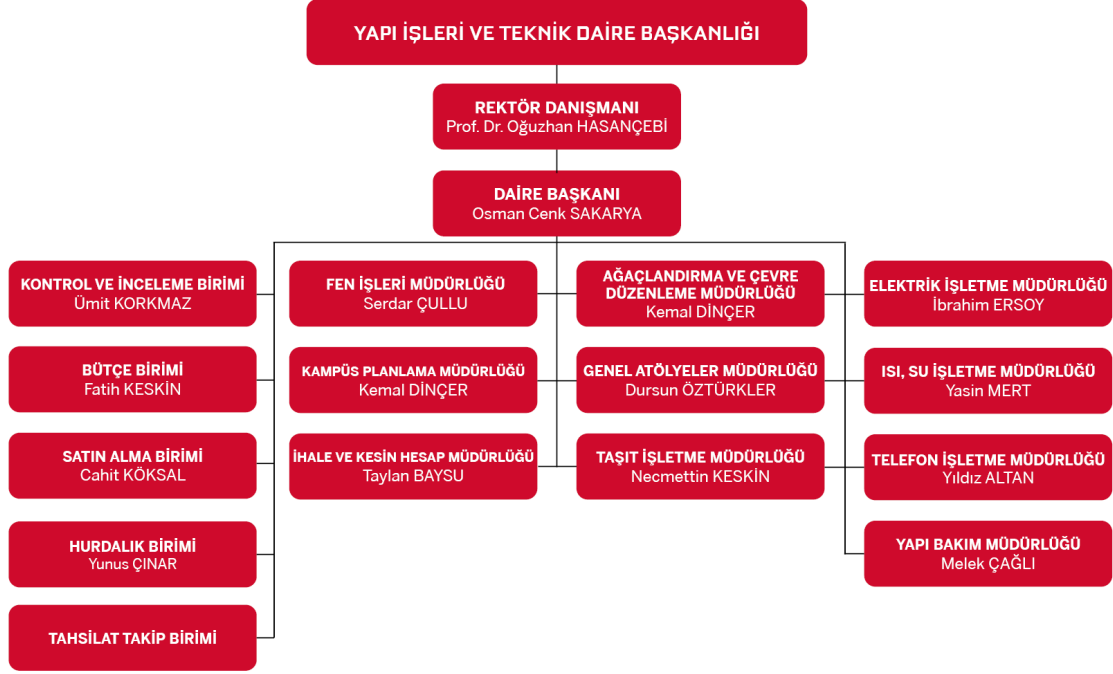 YAPI İŞLERİ VE TEKNİK DAİRE BAŞKANLIĞI
REKTÖR DANIŞMANI
Prof. Dr. Oğuzhan HASANÇEBİ
DAİRE BAŞKANI
Osman Cenk SAKARYA
KONTROL VE İNCELEME BİRİMİ
Ümit KORKMAZ
FEN İŞLERİ MÜDÜRLÜĞÜ
Serdar ÇULLU
AĞAÇLANDIRMA VE ÇEVRE
DÜZENLEME MÜDÜRLÜĞÜ
Kemal DİNÇER
ELEKTRİK İŞLETME MÜDÜRLÜĞÜ
İbrahim ERSOY
BÜTÇE BİRİMİ
Fatih KESKİN
KAMPÜS PLANLAMA MÜDÜRLÜĞÜ
Kemal DİNÇER
GENEL ATÖLYELER MÜDÜRLÜĞÜ
Dursun ÖZTÜRKLER
ISI, SU İŞLETME MÜDÜRLÜĞÜ
Yasin MERT
SATIN ALMA BİRİMİ
Cahit KÖKSAL
İHALE VE KESİN HESAP MÜDÜRLÜĞÜ
Taylan BAYSU
TAŞIT İŞLETME MÜDÜRLÜĞÜ
Necmettin KESKİN
TELEFON İŞLETME MÜDÜRLÜĞÜ
Yıldız ALTAN
HURDALIK BİRİMİ
Yunus ÇINAR
YAPI BAKIM MÜDÜRLÜĞÜ
Melek ÇAĞLI
TAHSİLAT TAKİP BİRİMİ